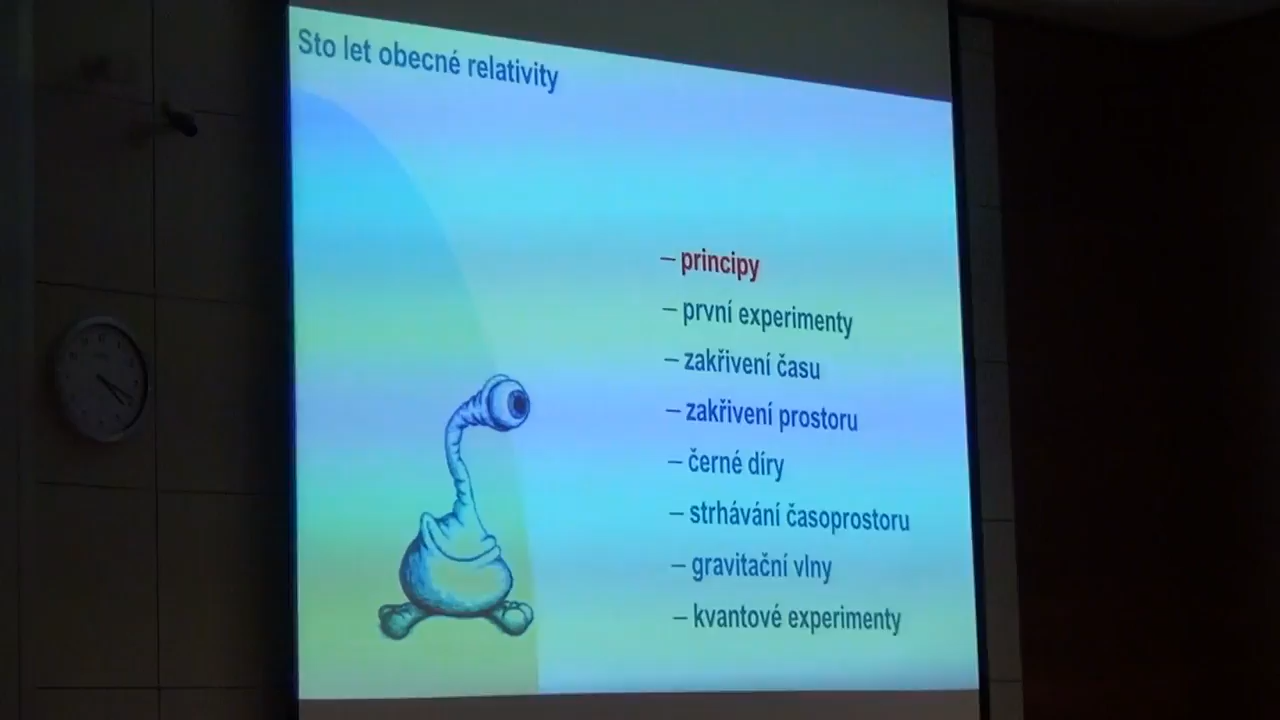 Sto let obecné relativity
– principy
– první experimenty
– zakřivení času
– zakřivení prostoru
– černé díry
– strhávání časoprostoru
– gravitační vlny
– kvantové experimenty